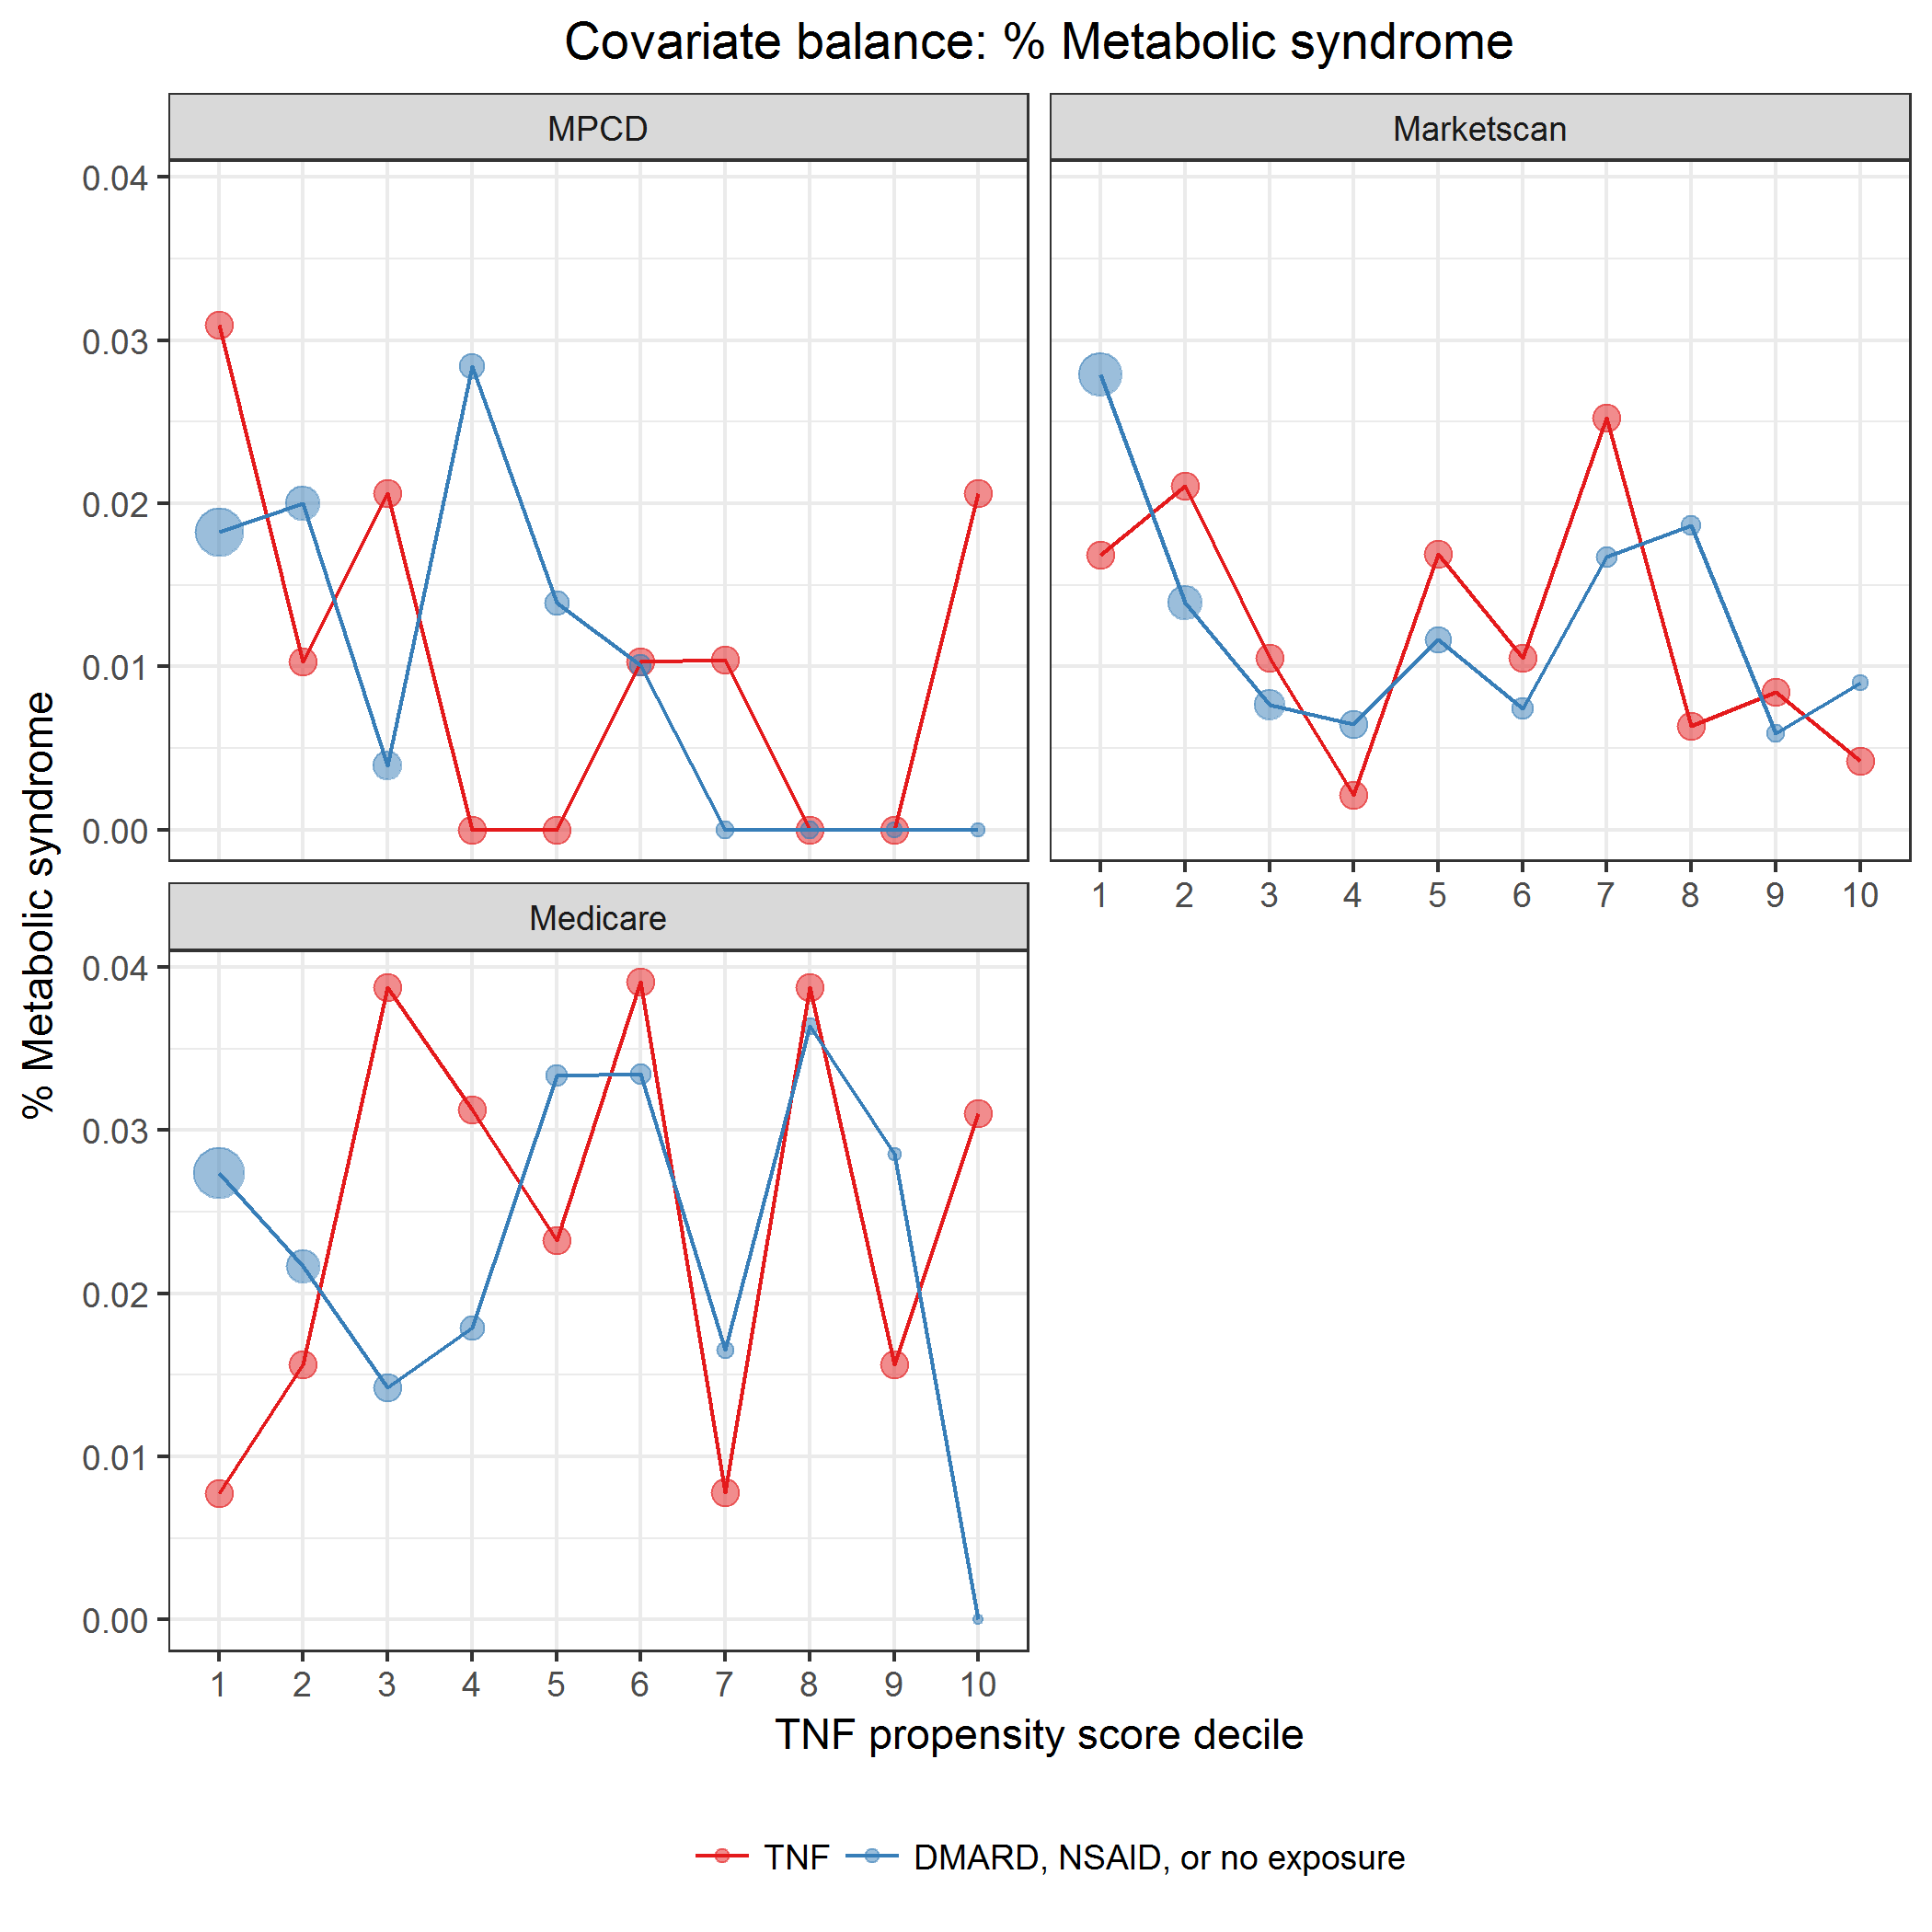 Covariate balance: % Metabolic syndrome
MPCD
Marketscan
0.04
0.03
0.02
0.01
0.00
1 2 3 4 5 6 7 8 9 10
Medicare
0.04
0.03
0.02
0.01
0.00
1 2 3 4 5 6 7 8 9 10
% Metabolic syndrome
TNF propensity score decile
TNF DMARD, NSAID, or no exposure